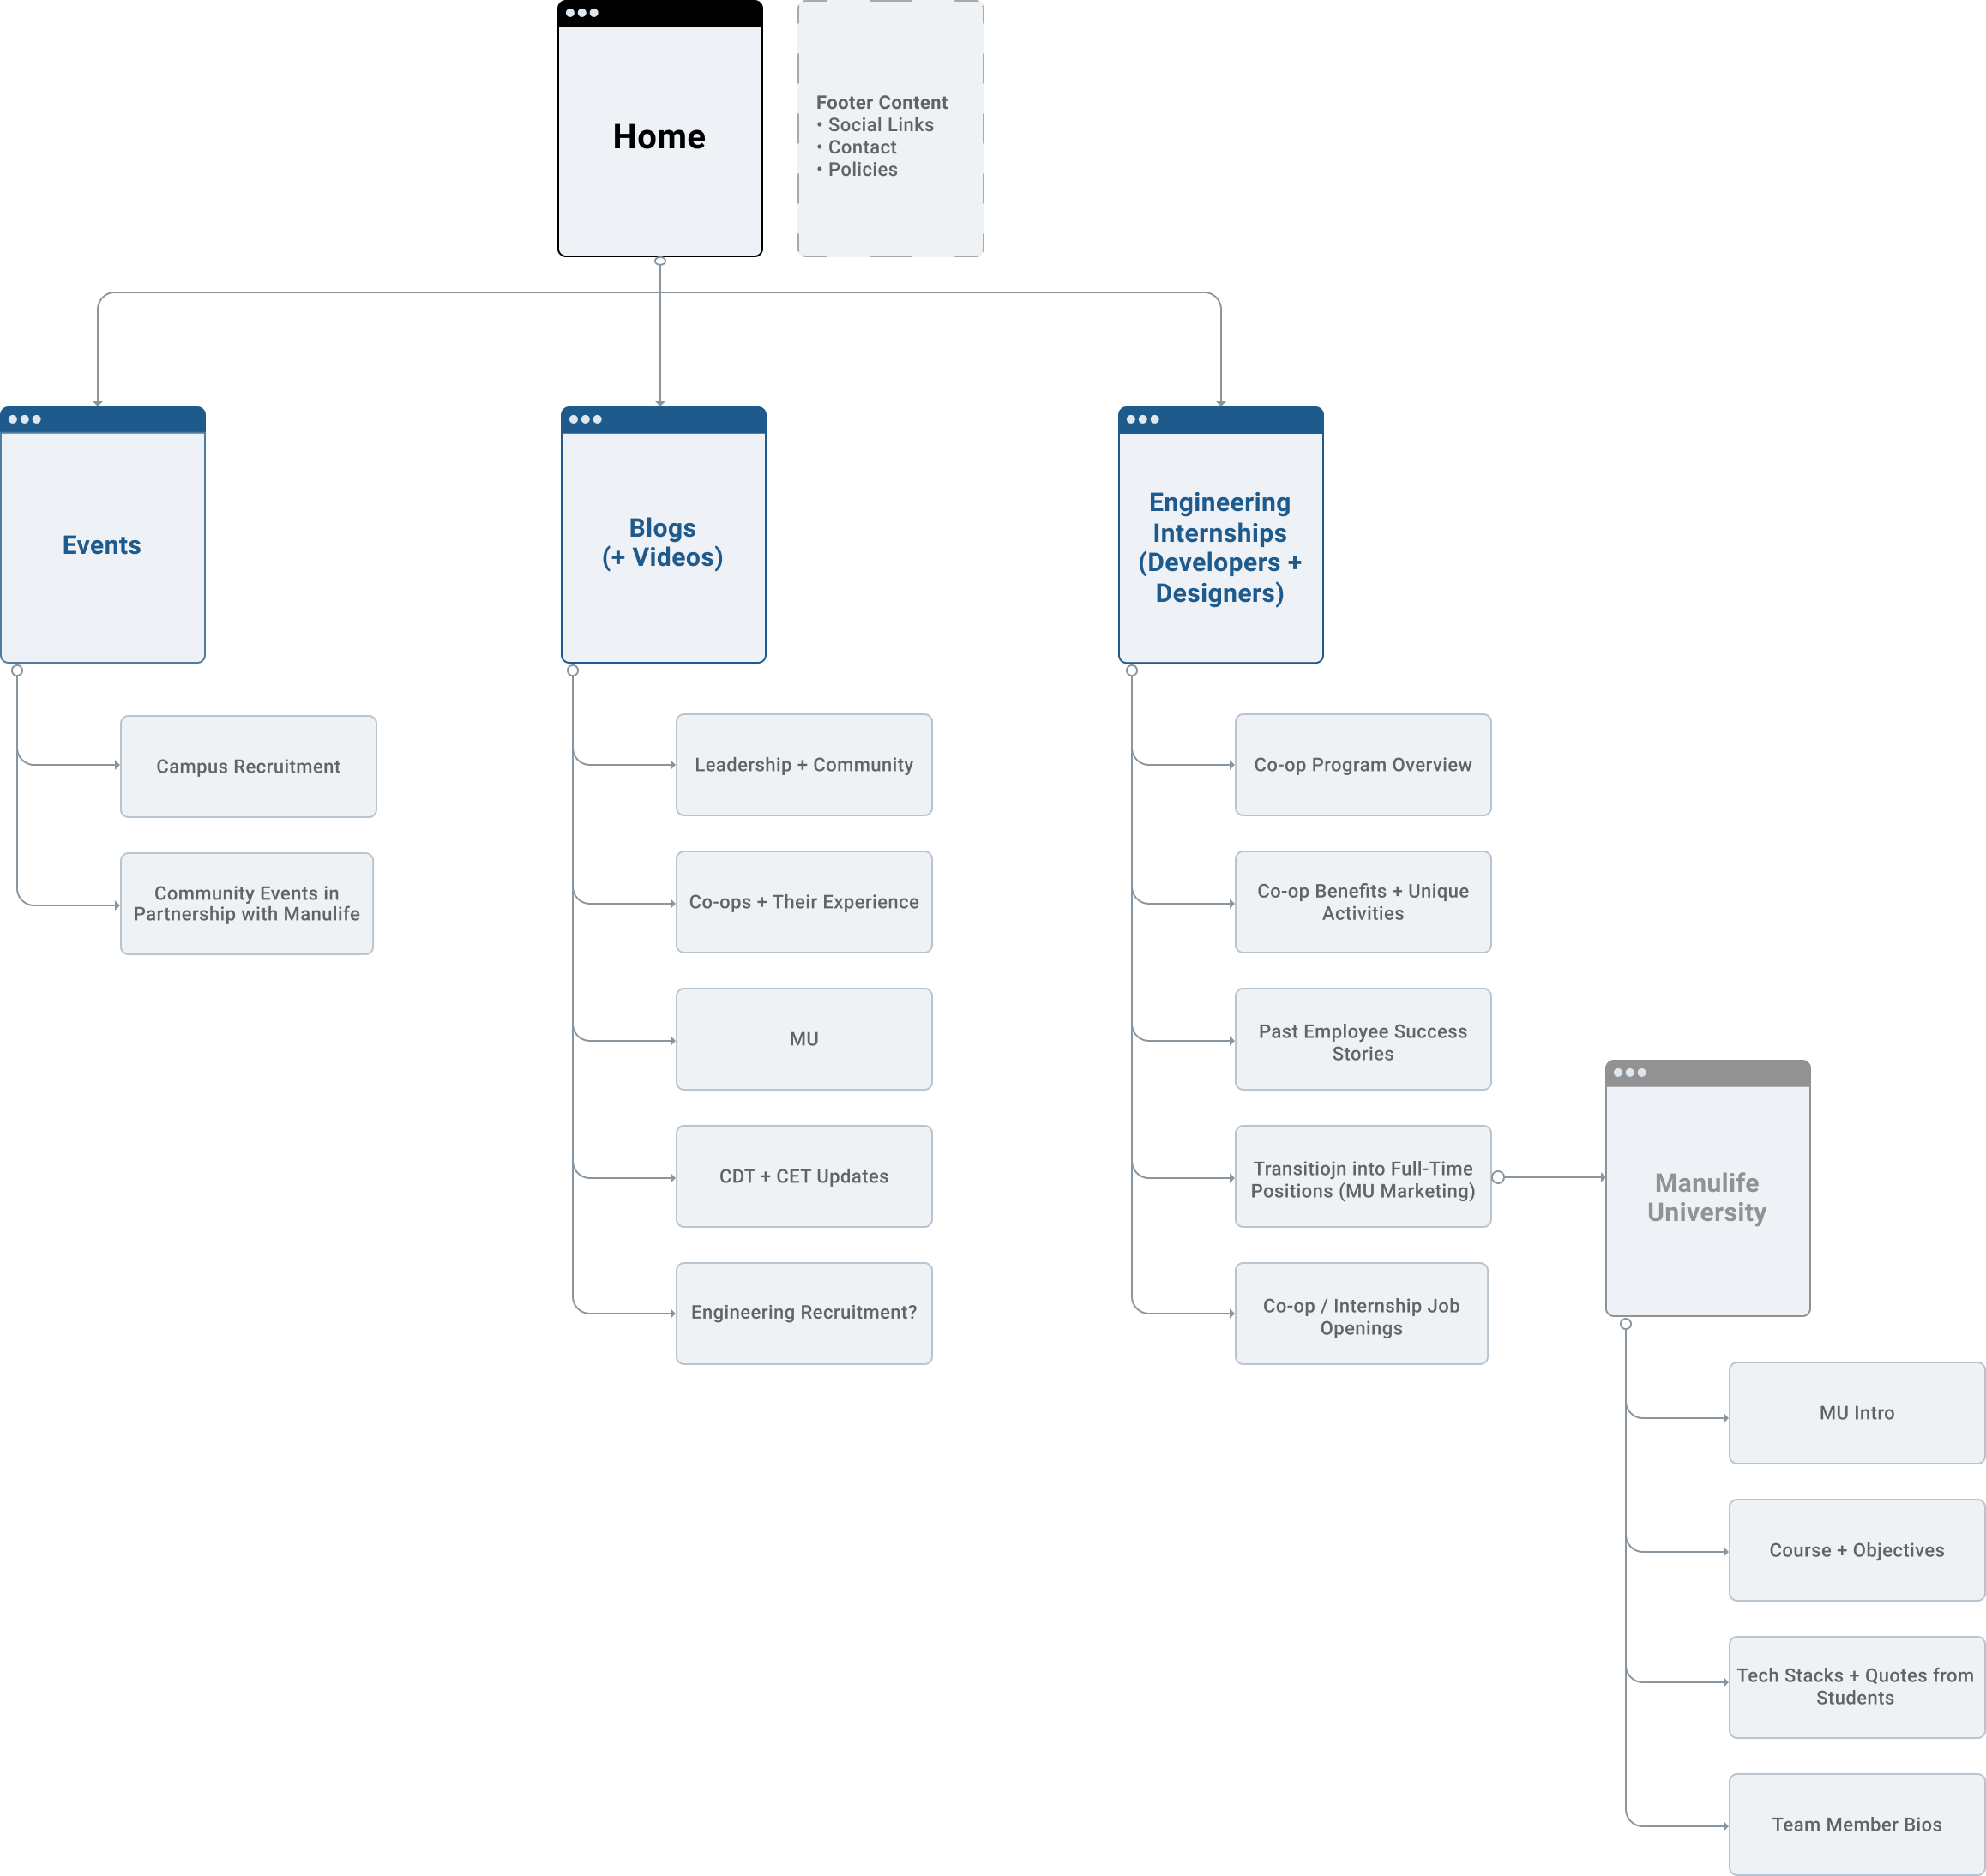 Home
Footer Content
• Social Links
• Contact
• Policies
Events
Blogs
(+ Videos)
Engineering
Internships
(Developers +
Designers)
Campus Recruitment
Community Events in
Partnership with Manulife
Leadership + Community
Co-ops + Their Experience
MU
CDT + CET Updates
Engineering Recruitment?
Co-op Program Overview
Co-op Benefits + Unique
Activities
Past Employee Success
Stories
Transitiojn into Full-Time
Positions (MU Marketing)
Co-op / Internship Job
Openings
Manulife
University
MU Intro
Course + Objectives
Tech Stacks + Quotes from
Students
Team Member Bios